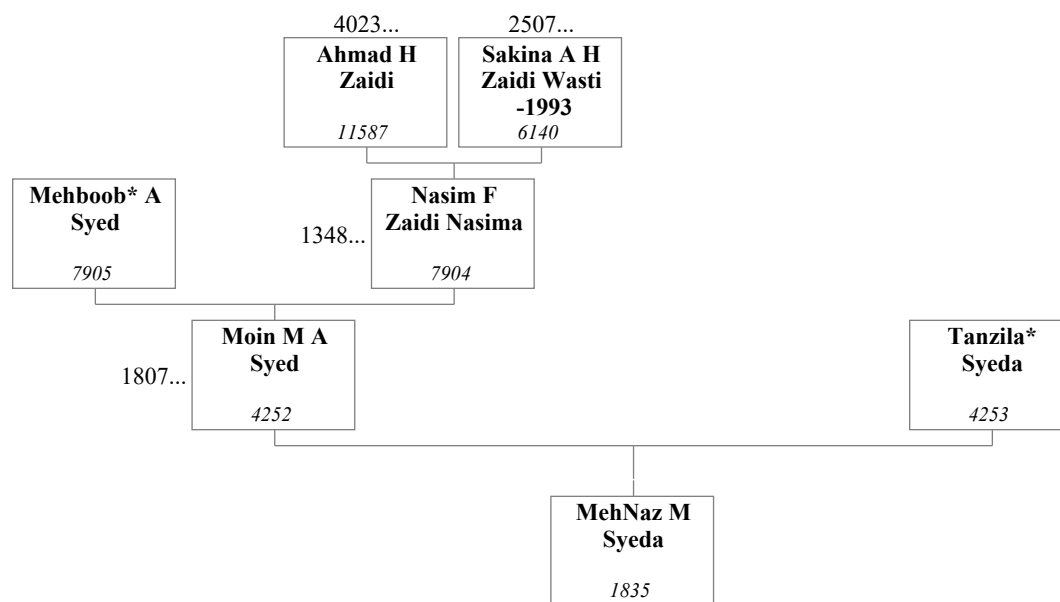 4023...
2507...
Ahmad H
Zaidi
11587
Sakina A H
Zaidi Wasti
-1993
6140
Mehboob* A
Syed
7905
1348...
Nasim F
Zaidi Nasima
7904
1807...
Moin M A
Syed
4252
Tanzila*
Syeda
4253
MehNaz M
Syeda
1835